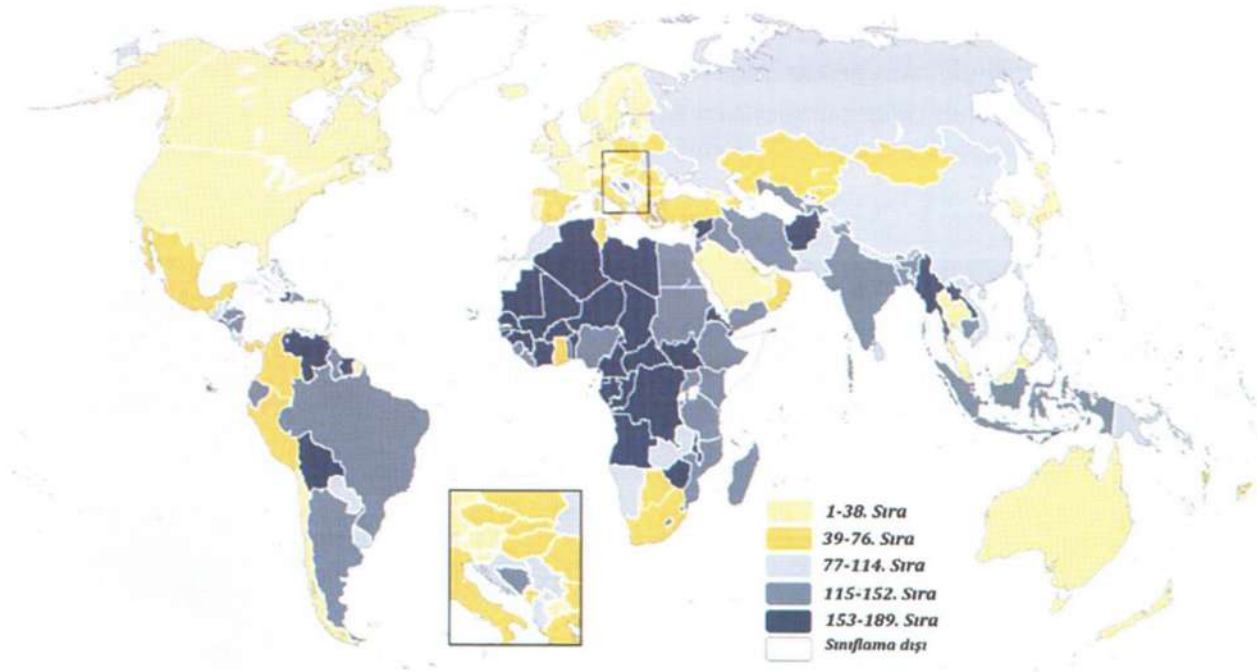 1-38. Sıra
39-76. Sıra
77-114. Sıra
115-152. Sıra
153-189. Sıra
Sınıflama dışı